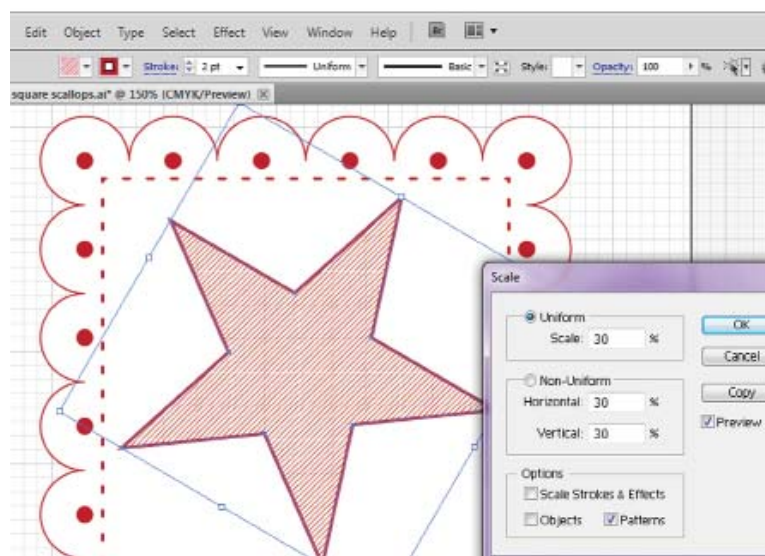 Edit Object Type Select Effect View Window Help Br
Stroke: 2 pt Uniform Basic Style: Opacity: 100 %
square scallops.ai* @ 150% (CMYK/Preview)
Scale
Uniform
Scale: 30 %
OK
Cancel
Non-Uniform
Horizontal: 30 %
Copy
Vertical: 30 %
Preview
Options
Scale Strokes & Effects
Objects Patterns